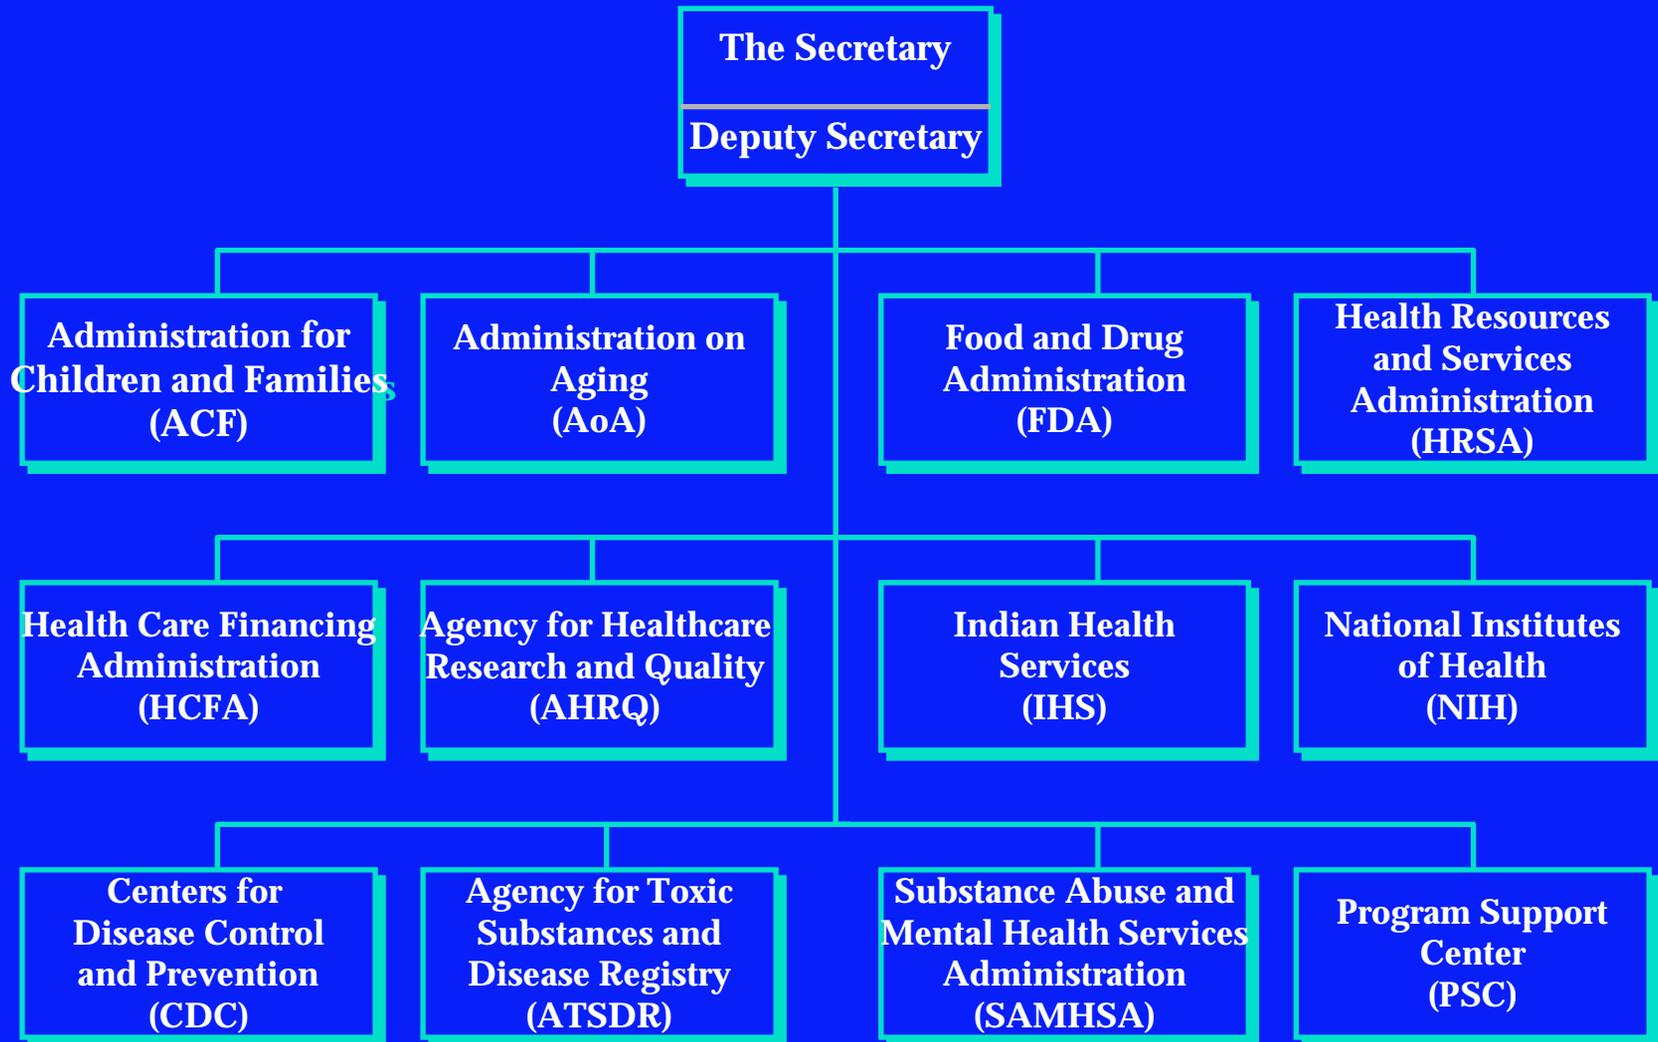 The Secretary
Deputy Secretary
Administration for
Children and Families
(ACF)
Administration on
Aging
(AoA)
Food and Drug
Administration
(FDA)
Health Resources
and Services
Administration
(HRSA)
Health Care Financing
Administration
(HCFA)
Agency for Healthcare
Research and Quality
(AHRQ)
Indian Health
Services
(IHS)
National Institutes
of Health
(NIH)
Centers for
Disease Control
and Prevention
(CDC)
Agency for Toxic
Substances and
Disease Registry
(ATSDR)
Substance Abuse and
Mental Health Services
Administration
(SAMHSA)
Program Support
Center
(PSC)